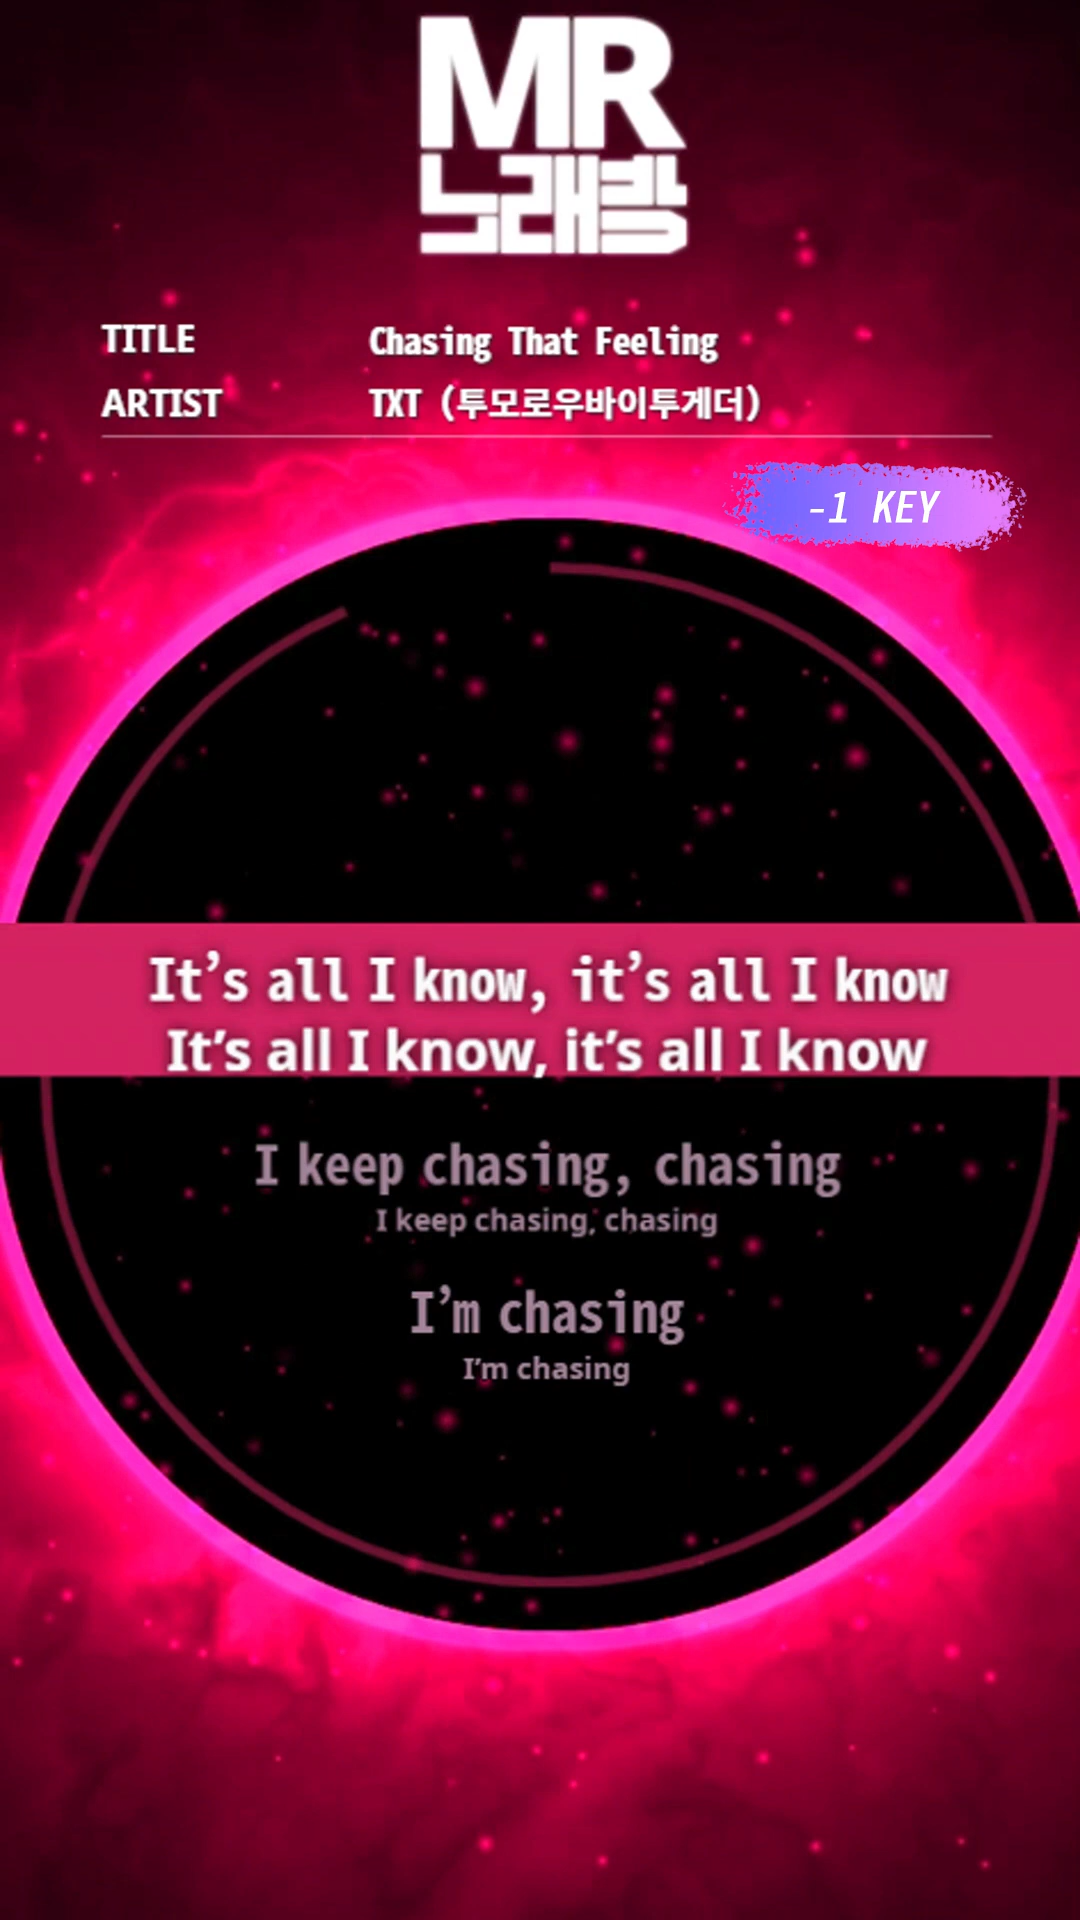 MR
노래방
TITLE Chasing That Feeling
ARTIST TXT (투모로우바이투게더)
-1 KEY
It’s all I know, it’s all I know
It’s all I know, it’s all I know
I keep chasing, chasing
I keep chasing, chasing
I’m chasing
I’m chasing